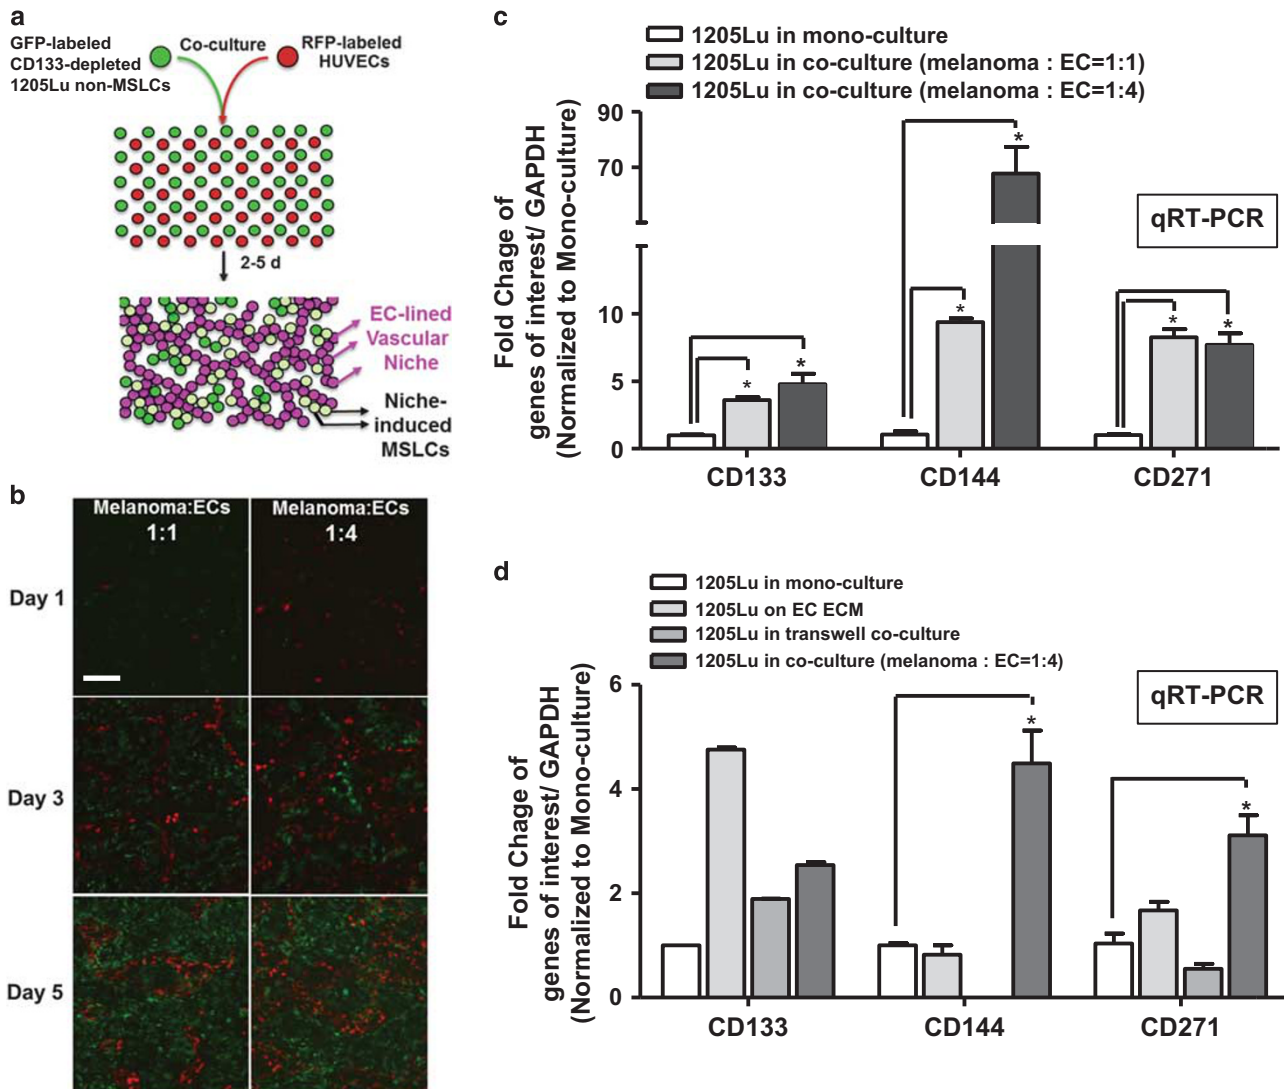 a
GFP-labeled
CD133-depleted
1205Lu non-MSLCs
Co-culture
RFP-labeled
HUVECs
2-5 d
EC-lined
Vascular
Niche
Niche-
induced
MSLCs
b
Melanoma:ECs
1:1
Melanoma:ECs
1:4
Day 1
Day 3
Day 5
c
1205Lu in mono-culture
1205Lu in co-culture (melanoma : EC=1:1)
1205Lu in co-culture (melanoma : EC=1:4)
Fold Chage of
genes of interest/ GAPDH
(Normalized to Mono-culture)
90
70
10
5
0
* * * * * *
qRT-PCR
CD133 CD144 CD271
d
1205Lu in mono-culture
1205Lu on EC ECM
1205Lu in transwell co-culture
1205Lu in co-culture (melanoma : EC=1:4)
Fold Chage of
genes of interest/ GAPDH
(Normalized to Mono-culture)
6
4
2
0
* *
qRT-PCR
CD133 CD144 CD271